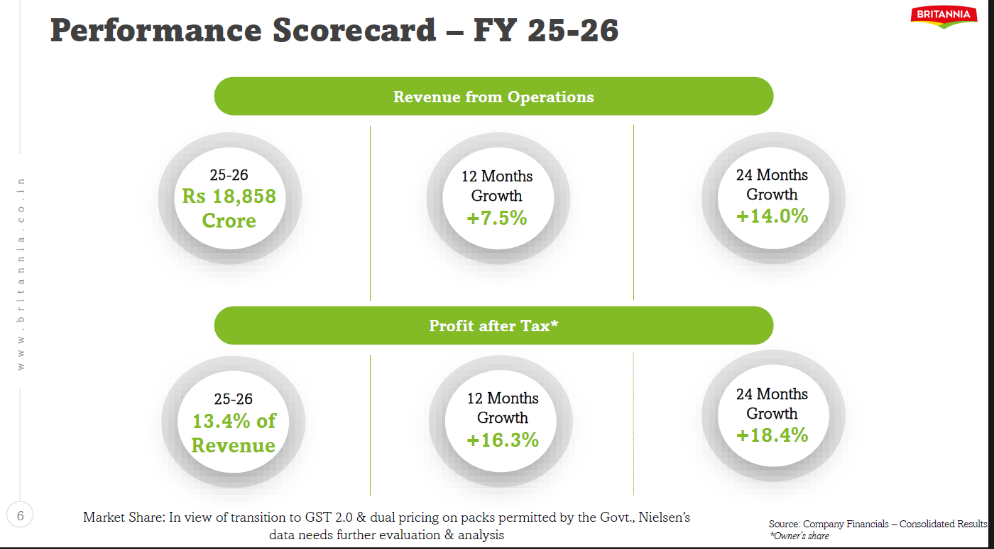 Performance Scorecard – FY 25-26
BRITANNIA
Revenue from Operations
25-26
Rs 18,858
Crore
12 Months
Growth
+7.5%
24 Months
Growth
+14.0%
www.britannia.co.in
Profit after Tax*
25-26
13.4% of
Revenue
12 Months
Growth
+16.3%
24 Months
Growth
+18.4%
6
Market Share: In view of transition to GST 2.0 & dual pricing on packs permitted by the Govt., Nielsen's
data needs further evaluation & analysis
Source: Company Financials – Consolidated Results
*Owner's share